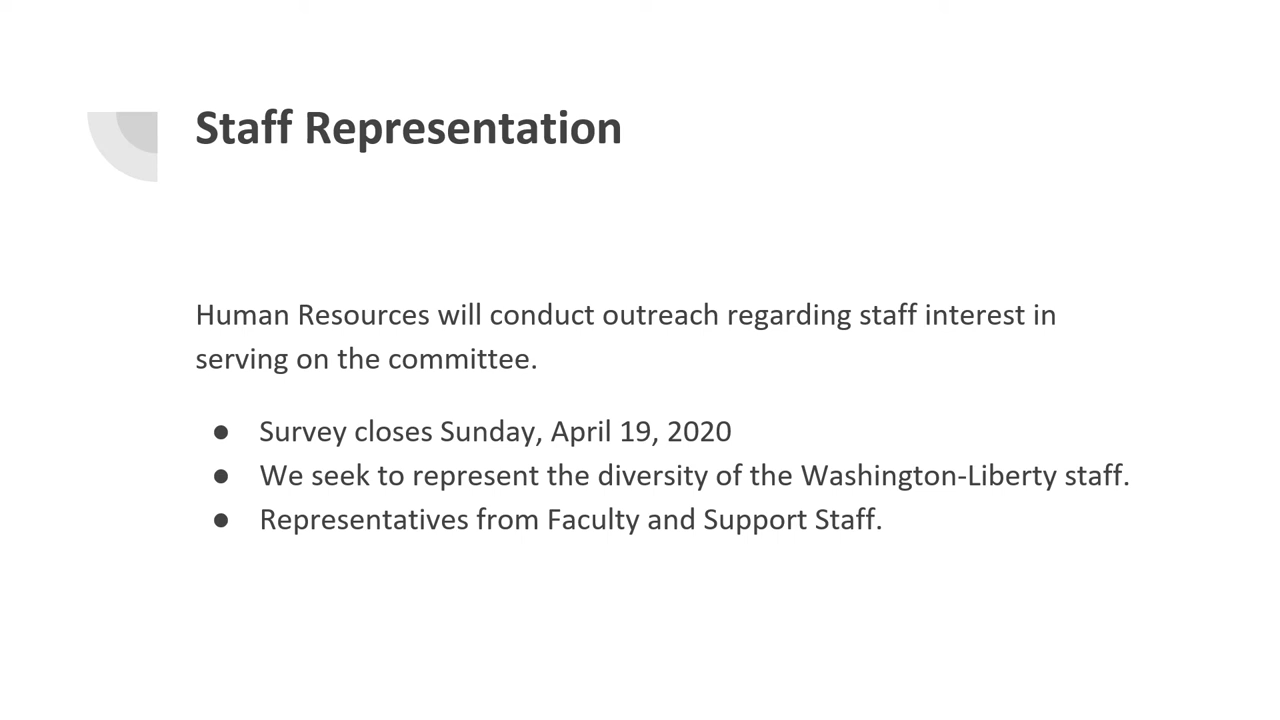 Staff Representation
Human Resources will conduct outreach regarding staff interest in
serving on the committee.
● Survey closes Sunday, April 19, 2020
● We seek to represent the diversity of the Washington-Liberty staff.
● Representatives from Faculty and Support Staff.